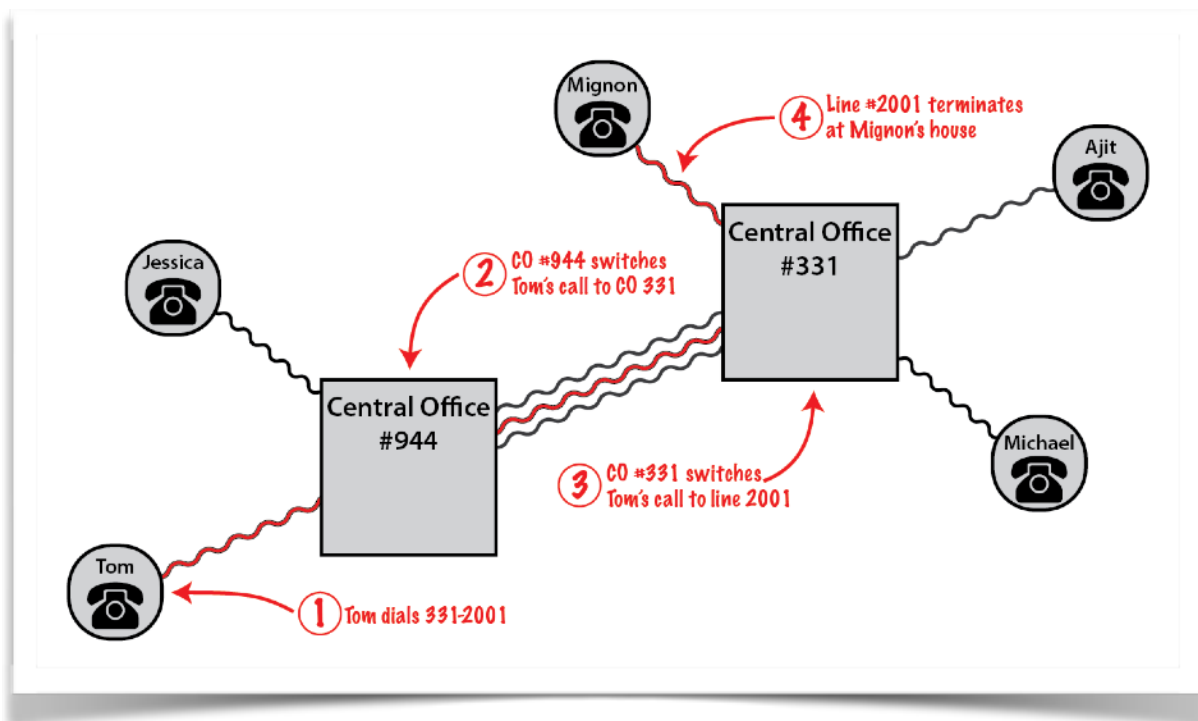 Mignon
4 Line #2001 terminates
at Mignon's house
Ajit
Central Office
#331
Jessica
2 CO #944 switches
Tom's call to CO 331
Central Office
#944
Michael
3 CO #331 switches
Tom's call to line 2001
Tom
1 Tom dials 331-2001